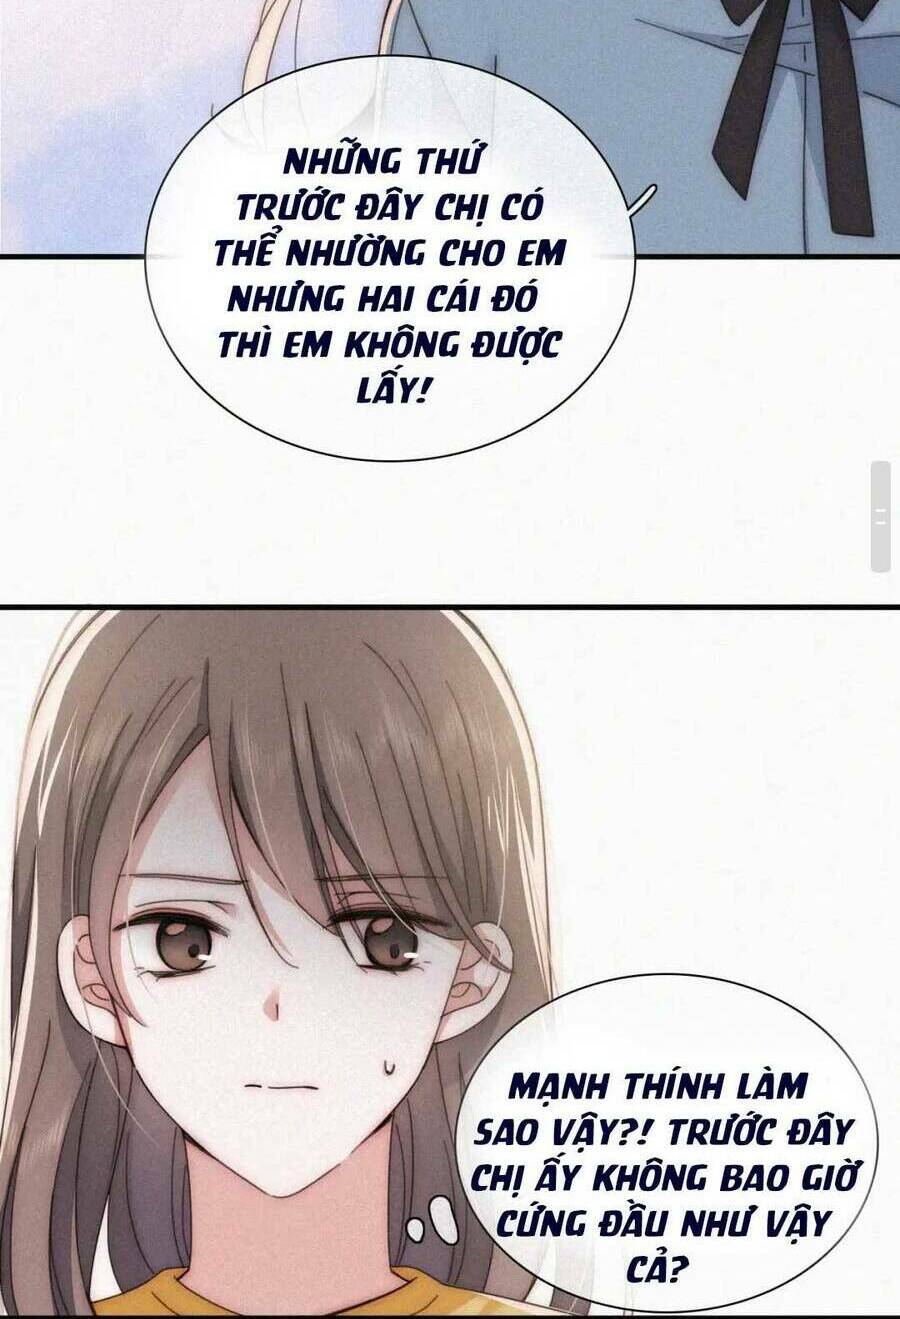 NHỮNG THỨ
TRƯỚC ĐÂY CHỊ CÓ
THỂ NHƯỜNG CHO EM
NHƯNG HAI CÁI ĐÓ
THÌ EM KHÔNG ĐƯỢC
LẤY!
MẠNH THÍNH LÀM
SAO VẬY?! TRƯỚC ĐÂY
CHỊ ẤY KHÔNG BAO GIỜ
CỨNG ĐẦU NHƯ VẬY
CẢ?